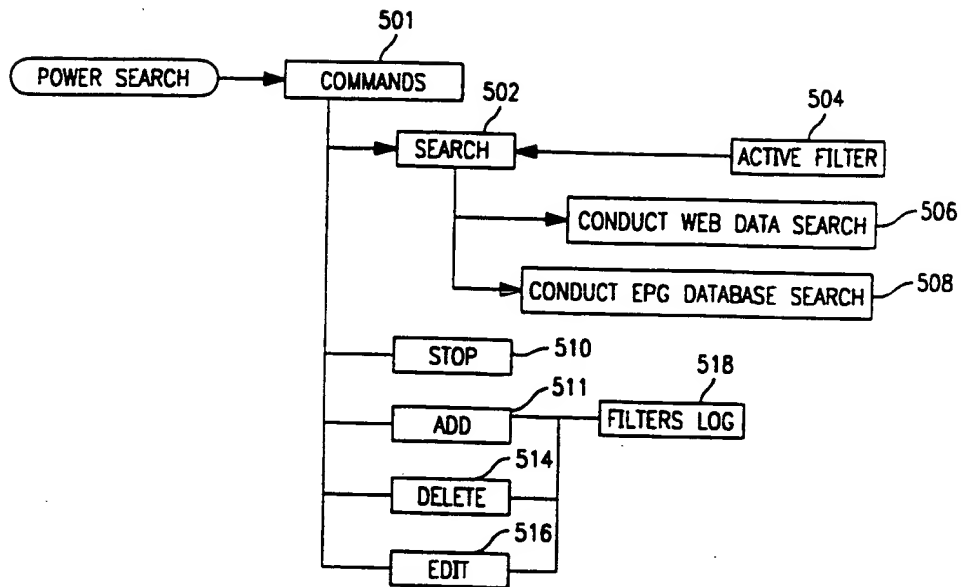 501
POWER SEARCH
COMMANDS
502
504
SEARCH
ACTIVE FILTER
506
CONDUCT WEB DATA SEARCH
CONDUCT EPG DATABASE SEARCH
508
STOP
510
518
511
ADD
FILTERS LOG
514
DELETE
516
EDIT